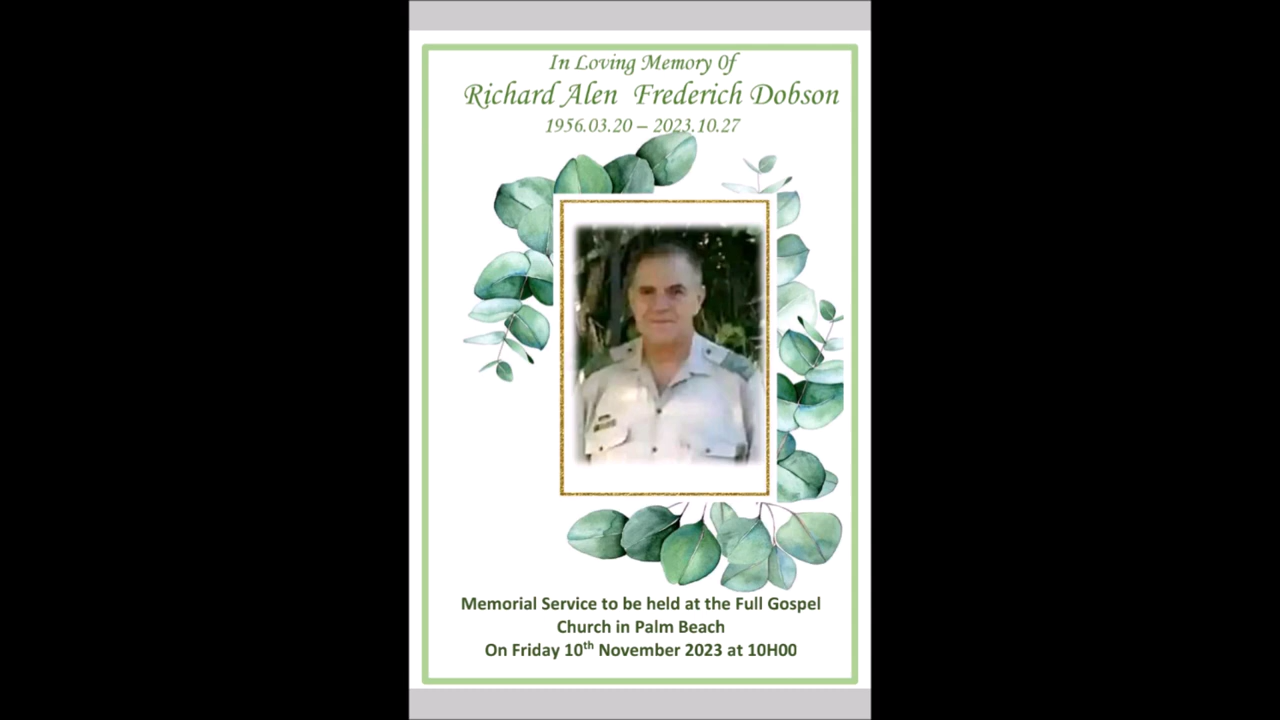 In Loving Memory Of
Richard Alen Frederich Dobson
1956.03.20 – 2023.10.27
Memorial Service to be held at the Full Gospel
Church in Palm Beach
On Friday 10th November 2023 at 10H00